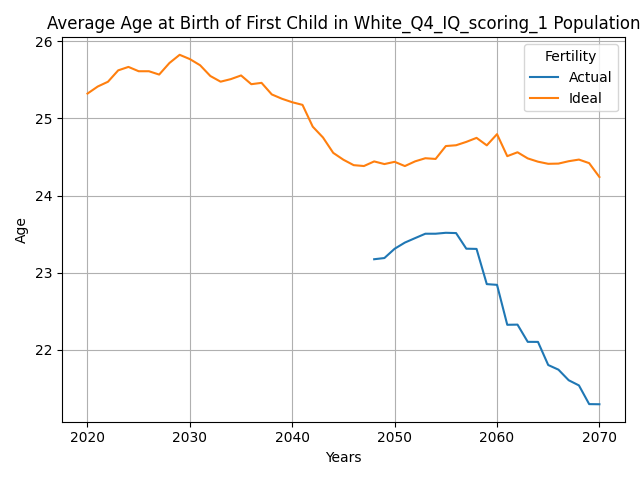 Average Age at Birth of First Child in White_Q4_IQ_scoring_1 Population
Fertility
Actual
Ideal
Age
26
25
24
23
22
2020 2030 2040 2050 2060 2070
Years